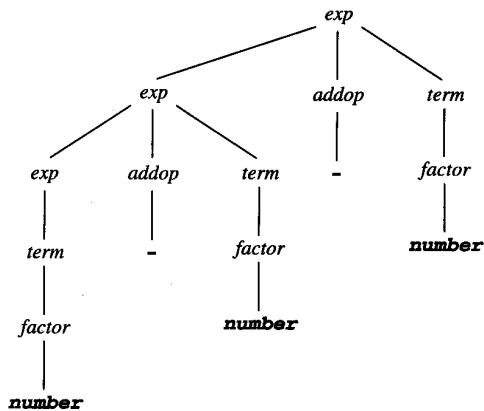 exp
exp addop term
exp addop term - factor
term - factor number
factor number
number